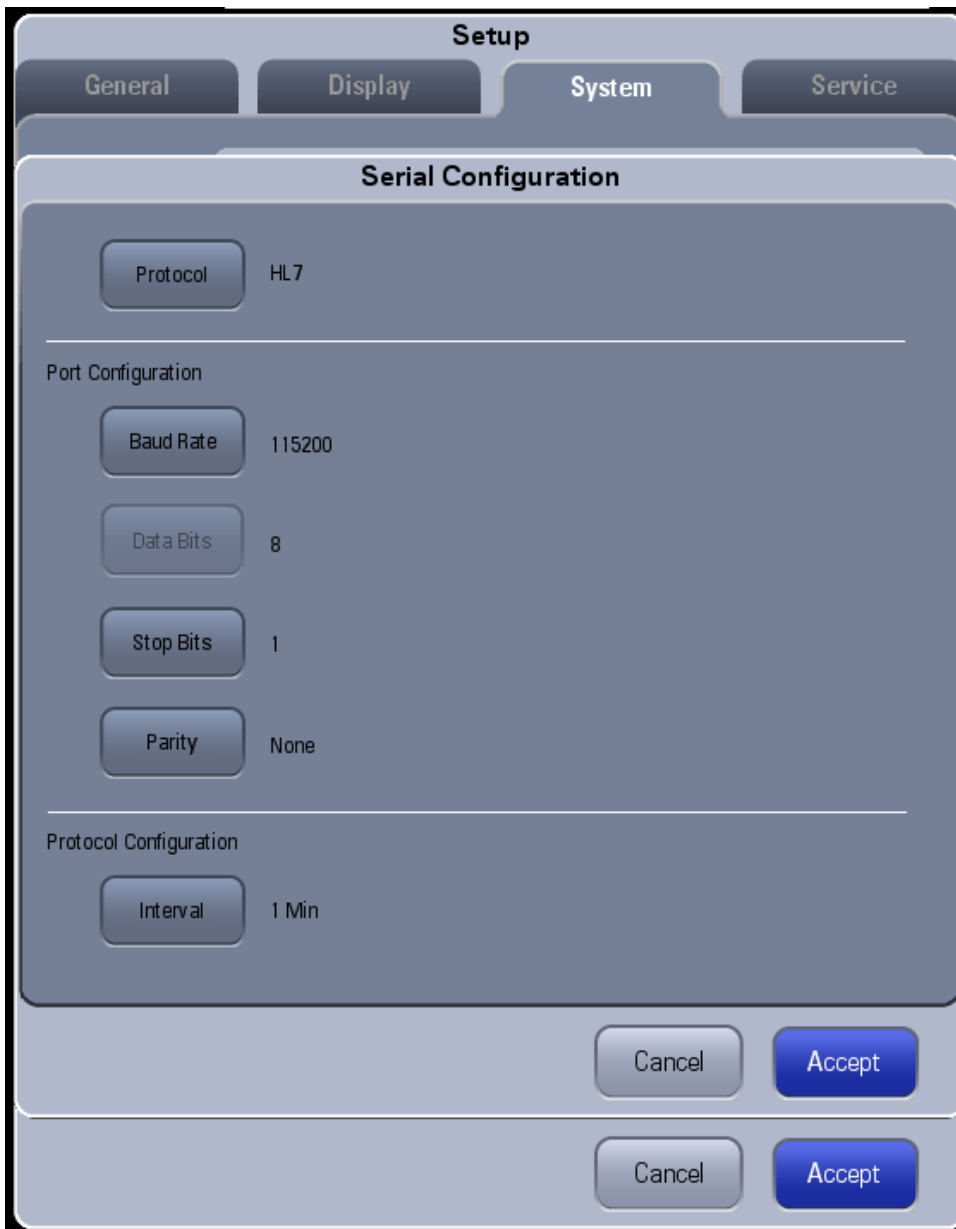 Setup
General Display System Service
Serial Configuration
Protocol HL7
Port Configuration
Baud Rate 115200
Data Bits 8
Stop Bits 1
Parity None
Protocol Configuration
Interval 1 Min
Cancel Accept
Cancel Accept